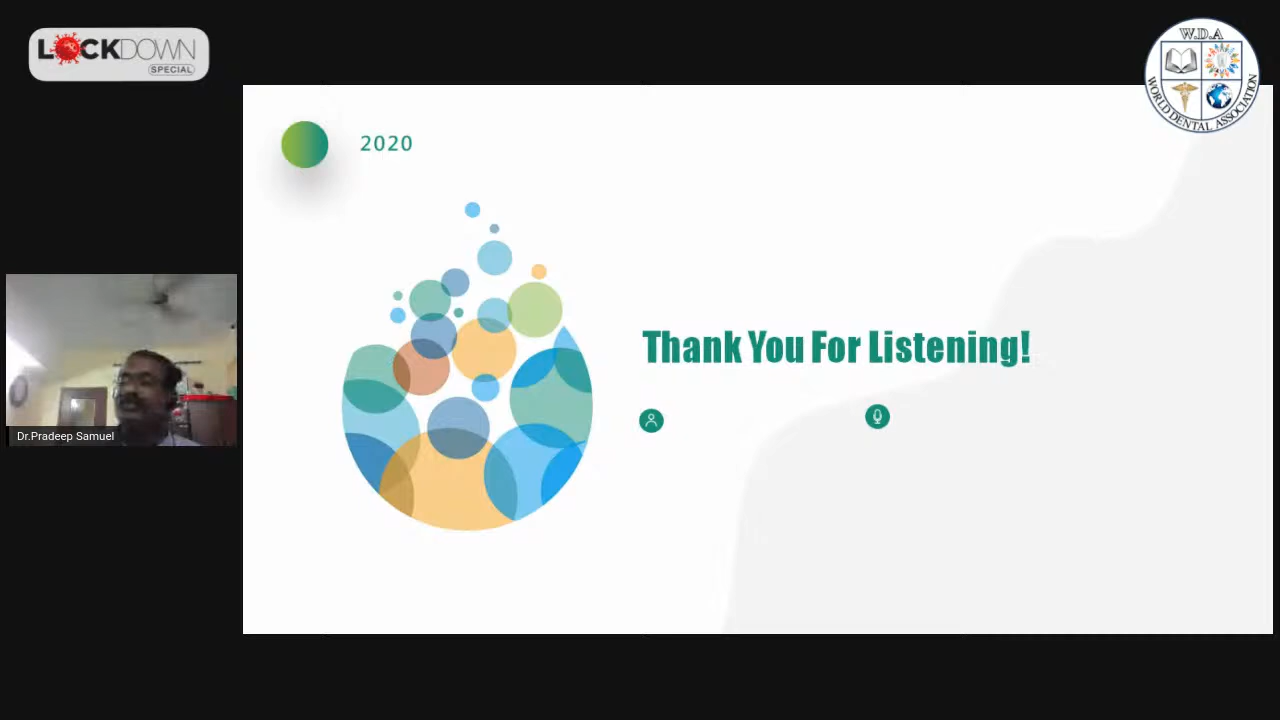 LOCKDOWN
SPECIAL
W.D.A
WORLD DENTAL ASSOCIATION
2020
Thank You For Listening!
Dr.Pradeep Samuel